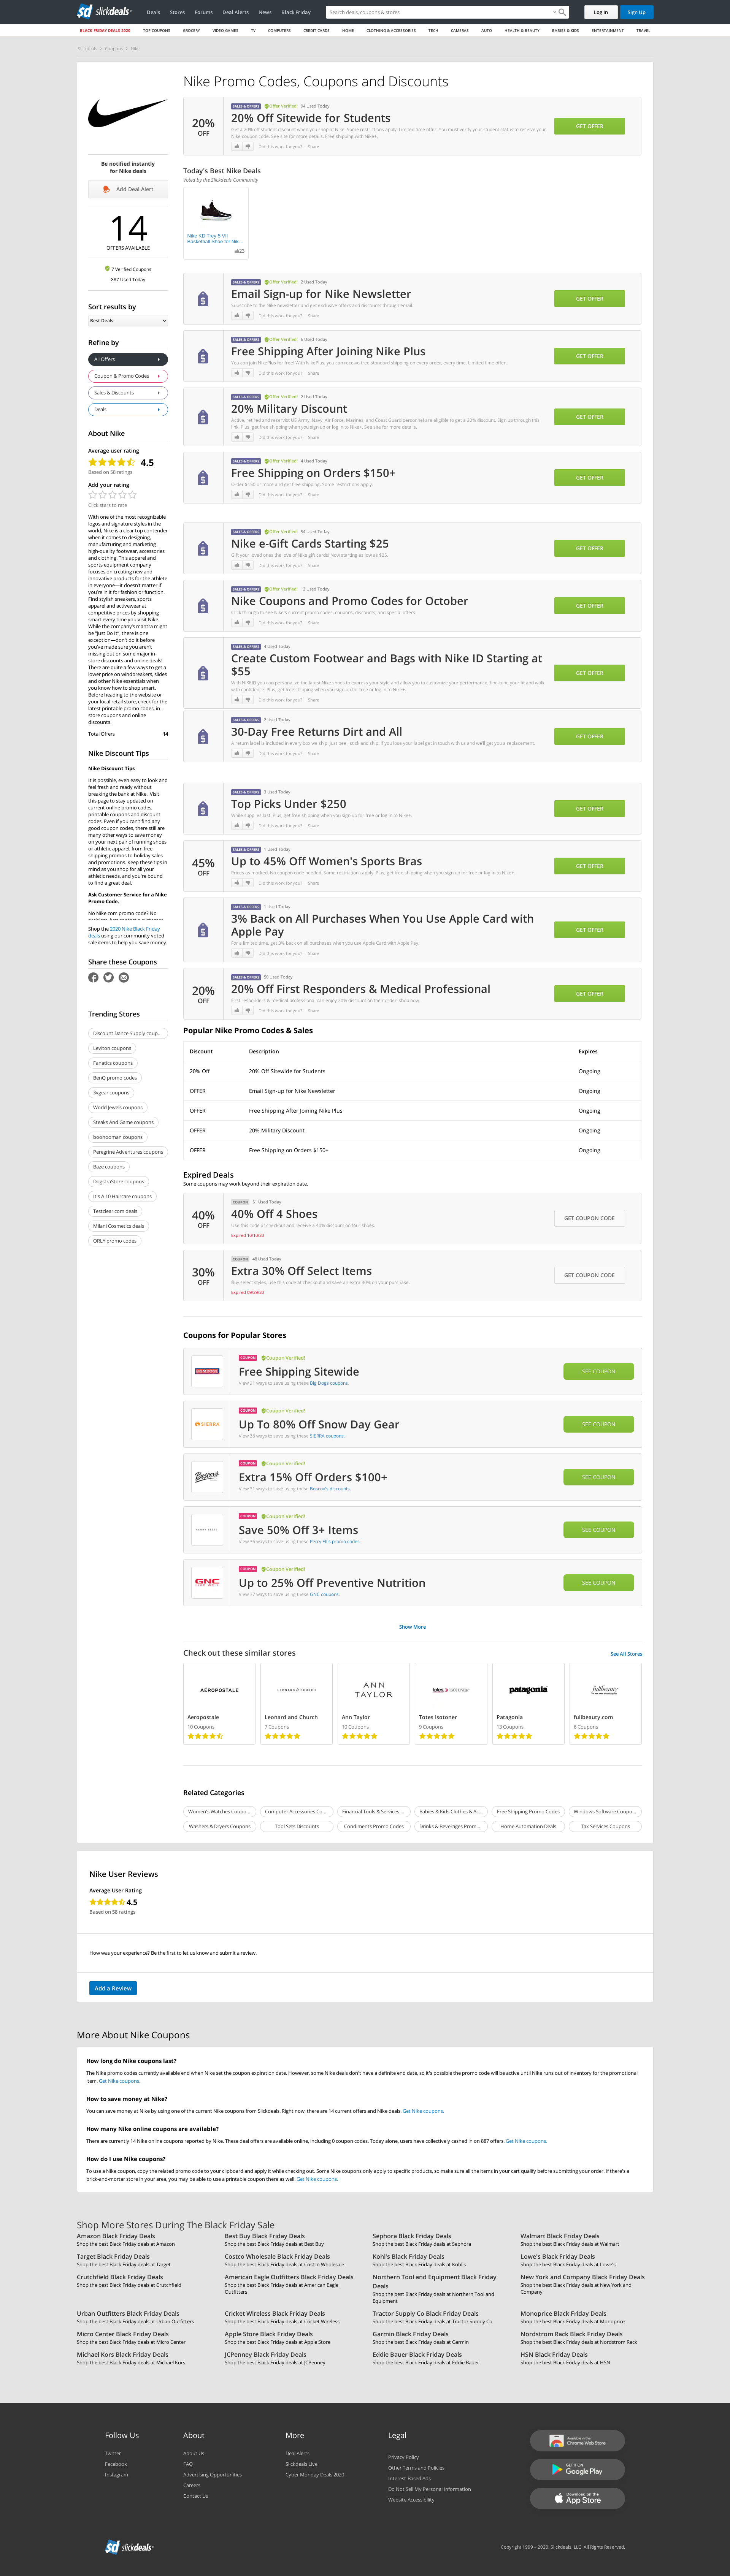 sd slickdeals
Deals Stores Forums Deal Alerts News Black Friday
Search deals, coupons & stores
Log In
Sign Up
BLACK FRIDAY DEALS 2020 TOP COUPONS GROCERY VIDEO GAMES TV COMPUTERS CREDIT CARDS HOME CLOTHING & ACCESSORIES TECH CAMERAS AUTO HEALTH & BEAUTY BABIES & KIDS ENTERTAINMENT TRAVEL
Slickdeals > Coupons > Nike
Be notified instantly
for Nike deals
Add Deal Alert
14
OFFERS AVAILABLE
7 Verified Coupons
887 Used Today
Sort results by
Best Deals
Refine by
All Offers
Coupon & Promo Codes
Sales & Discounts
Deals
About Nike
Average user rating
4.5
Based on 58 ratings
Add your rating
Click stars to rate
With one of the most recognizable
logos and signature styles in the
world, Nike is a clear top contender
when it comes to designing,
manufacturing and marketing
high-quality footwear, accessories
and clothing. This apparel and
sports equipment company
focuses on creating new and
innovative products for the athlete
in everyone—it doesn't matter if
you're in it for fashion or function.
Find stylish sneakers, sports
apparel and activewear at
competitive prices by shopping
smart every time you visit Nike.
While the company's mantra might
be "Just Do It", there is one
exception—don't do it before
you've made sure you aren't
missing out on some major in-
store discounts and online deals!
There are quite a few ways to get a
lower price on windbreakers, slides
and other Nike essentials when
you know how to shop smart.
Before heading to the website or
your local retail store, check for the
latest printable promo codes, in-
store coupons and online
discounts.
Total Offers 14
Nike Discount Tips
Nike Discount Tips
It is possible, even easy to look and
feel fresh and ready without
breaking the bank at Nike. Visit
this page to stay updated on
current online promo codes,
printable coupons and discount
codes. Even if you can't find any
good coupon codes, there are still
many other ways to save money
on your next pair of running shoes
or athletic apparel, from free
shipping promos to holiday sales
and promotions. Keep these tips in
mind as you shop for all your
athletic needs, and you're bound
to find a great deal.
Ask Customer Service for a Nike
Promo Code.
No Nike.com promo code? No
Shop the 2020 Nike Black Friday
deals using our community voted
sale items to help you save money.
Share these Coupons
Trending Stores
Discount Dance Supply coup...
Leviton coupons
Fanatics coupons
BenQ promo codes
3vgear coupons
World Jewels coupons
Steaks And Game coupons
boohooman coupons
Peregrine Adventures coupons
Baze coupons
DogstraStore coupons
It's A 10 Haircare coupons
Testclear.com deals
Milani Cosmetics deals
ORLY promo codes
Nike Promo Codes, Coupons and Discounts
20%
OFF
SALES & OFFERS Offer Verified! 94 Used Today
20% Off Sitewide for Students
Get a 20% off student discount when you shop at Nike. Some restrictions apply. Limited time offer. You must verify your student status to receive your
Nike coupon code. See site for more details. Free shipping with Nike+.
Did this work for you? · Share
GET OFFER
Today's Best Nike Deals
Voted by the Slickdeals Community
Nike KD Trey 5 VII
Basketball Shoe for Nik...
23
SALES & OFFERS Offer Verified! 2 Used Today
Email Sign-up for Nike Newsletter
Subscribe to the Nike newsletter and get exclusive offers and discounts through email.
Did this work for you? · Share
GET OFFER
SALES & OFFERS Offer Verified! 6 Used Today
Free Shipping After Joining Nike Plus
You can join NikePlus for free! With NikePlus, you can receive free standard shipping on every order, every time. Limited time offer.
Did this work for you? · Share
GET OFFER
SALES & OFFERS Offer Verified! 2 Used Today
20% Military Discount
Active, retired and reservist US Army, Navy, Air Force, Marines, and Coast Guard personnel are eligible to get a 20% discount. Sign up through this
link. Plus, get free shipping when you sign up or log in to Nike+. See site for more details.
Did this work for you? · Share
GET OFFER
SALES & OFFERS Offer Verified! 4 Used Today
Free Shipping on Orders $150+
Order $150 or more and get free shipping. Some restrictions apply.
Did this work for you? · Share
GET OFFER
SALES & OFFERS Offer Verified! 94 Used Today
Nike e-Gift Cards Starting $25
Gift your loved ones the love of Nike gift cards! Now starting as low as $25.
Did this work for you? · Share
GET OFFER
SALES & OFFERS Offer Verified! 12 Used Today
Nike Coupons and Promo Codes for October
Click through to see Nike's current promo codes, coupons, discounts, and special offers.
Did this work for you? · Share
GET OFFER
SALES & OFFERS 4 Used Today
Create Custom Footwear and Bags with Nike ID Starting at
$55
With NIKEiD you can personalize the latest Nike shoes to express your style and allow you to customize your performance, fine-tune your fit and walk
with confidence. Plus, get free shipping when you sign up for free or log in to Nike+.
Did this work for you? · Share
GET OFFER
SALES & OFFERS 2 Used Today
30-Day Free Returns Dirt and All
A return label is included in every box we ship. Just peel, stick and ship. If you lose your label get in touch with us and we'll get you a replacement.
Did this work for you? · Share
GET OFFER
SALES & OFFERS 3 Used Today
Top Picks Under $250
While supplies last. Plus, get free shipping when you sign up for free or log in to Nike+.
Did this work for you? · Share
GET OFFER
45%
OFF
SALES & OFFERS 1 Used Today
Up to 45% Off Women's Sports Bras
Prices as marked. No coupon code needed. Some restrictions apply. Plus, get free shipping when you sign up for free or log in to Nike+.
Did this work for you? · Share
GET OFFER
SALES & OFFERS 1 Used Today
3% Back on All Purchases When You Use Apple Card with
Apple Pay
For a limited time, get 3% back on all purchases when you use Apple Card with Apple Pay.
Did this work for you? · Share
GET OFFER
20%
OFF
SALES & OFFERS 50 Used Today
20% Off First Responders & Medical Professional
First responders & medical professional can enjoy 20% discount on their order, shop now.
Did this work for you? · Share
GET OFFER
Popular Nike Promo Codes & Sales
Discount Description Expires
20% Off 20% Off Sitewide for Students Ongoing
OFFER Email Sign-up for Nike Newsletter Ongoing
OFFER Free Shipping After Joining Nike Plus Ongoing
OFFER 20% Military Discount Ongoing
OFFER Free Shipping on Orders $150+ Ongoing
Expired Deals
Some coupons may work beyond their expiration date.
40%
OFF
COUPON 51 Used Today
40% Off 4 Shoes
Use this code at checkout and receive a 40% discount on four shoes.
Expired 10/10/20
GET COUPON CODE
30%
OFF
COUPON 48 Used Today
Extra 30% Off Select Items
Buy select styles, use this code at checkout and save an extra 30% on your purchase.
Expired 09/29/20
GET COUPON CODE
Coupons for Popular Stores
BIG DOGS
COUPON Coupon Verified!
Free Shipping Sitewide
View 21 ways to save using these Big Dogs coupons.
SEE COUPON
SIERRA
COUPON Coupon Verified!
Up To 80% Off Snow Day Gear
View 38 ways to save using these SIERRA coupons.
SEE COUPON
Boscov's
COUPON Coupon Verified!
Extra 15% Off Orders $100+
View 51 ways to save using these Boscov's discounts.
SEE COUPON
PERRY ELLIS
COUPON Coupon Verified!
Save 50% Off 3+ Items
View 36 ways to save using these Perry Ellis promo codes.
SEE COUPON
GNC
LIVE WELL
COUPON Coupon Verified!
Up to 25% Off Preventive Nutrition
View 37 ways to save using these GNC coupons.
SEE COUPON
Show More
Check out these similar stores
See All Stores
AÉROPOSTALE
Aeropostale
10 Coupons
LEONARD & CHURCH
Leonard and Church
7 Coupons
ANN
TAYLOR
Ann Taylor
10 Coupons
totes ISOTONER
Totes Isotoner
9 Coupons
patagonia
Patagonia
13 Coupons
fullbeauty
fullbeauty.com
6 Coupons
Related Categories
Women's Watches Coupo... Computer Accessories Co... Financial Tools & Services ... Babies & Kids Clothes & Ac... Free Shipping Promo Codes Windows Software Coupo...
Washers & Dryers Coupons Tool Sets Discounts Condiments Promo Codes Drinks & Beverages Prom... Home Automation Deals Tax Services Coupons
Nike User Reviews
Average User Rating
4.5
Based on 58 ratings
How was your experience? Be the first to let us know and submit a review.
Add a Review
More About Nike Coupons
How long do Nike coupons last?
The Nike promo codes currently available end when Nike set the coupon expiration date. However, some Nike deals don't have a definite end date, so it's possible the promo code will be active until Nike runs out of inventory for the promotional
item. Get Nike coupons.
How to save money at Nike?
You can save money at Nike by using one of the current Nike coupons from Slickdeals. Right now, there are 14 current offers and Nike deals. Get Nike coupons.
How many Nike online coupons are available?
There are currently 14 Nike online coupons reported by Nike. These deal offers are available online, including 0 coupon codes. Today alone, users have collectively cashed in on 887 offers. Get Nike coupons.
How do I use Nike coupons?
To use a Nike coupon, copy the related promo code to your clipboard and apply it while checking out. Some Nike coupons only apply to specific products, so make sure all the items in your cart qualify before submitting your order. If there's a
brick-and-mortar store in your area, you may be able to use a printable coupon there as well. Get Nike coupons.
Shop More Stores During The Black Friday Sale
Amazon Black Friday Deals
Shop the best Black Friday deals at Amazon
Best Buy Black Friday Deals
Shop the best Black Friday deals at Best Buy
Sephora Black Friday Deals
Shop the best Black Friday deals at Sephora
Walmart Black Friday Deals
Shop the best Black Friday deals at Walmart
Target Black Friday Deals
Shop the best Black Friday deals at Target
Costco Wholesale Black Friday Deals
Shop the best Black Friday deals at Costco Wholesale
Kohl's Black Friday Deals
Shop the best Black Friday deals at Kohl's
Lowe's Black Friday Deals
Shop the best Black Friday deals at Lowe's
Crutchfield Black Friday Deals
Shop the best Black Friday deals at Crutchfield
American Eagle Outfitters Black Friday Deals
Shop the best Black Friday deals at American Eagle
Outfitters
Northern Tool and Equipment Black Friday
Deals
Shop the best Black Friday deals at Northern Tool and
Equipment
New York and Company Black Friday Deals
Shop the best Black Friday deals at New York and
Company
Urban Outfitters Black Friday Deals
Shop the best Black Friday deals at Urban Outfitters
Cricket Wireless Black Friday Deals
Shop the best Black Friday deals at Cricket Wireless
Tractor Supply Co Black Friday Deals
Shop the best Black Friday deals at Tractor Supply Co
Monoprice Black Friday Deals
Shop the best Black Friday deals at Monoprice
Micro Center Black Friday Deals
Shop the best Black Friday deals at Micro Center
Apple Store Black Friday Deals
Shop the best Black Friday deals at Apple Store
Garmin Black Friday Deals
Shop the best Black Friday deals at Garmin
Nordstrom Rack Black Friday Deals
Shop the best Black Friday deals at Nordstrom Rack
Michael Kors Black Friday Deals
Shop the best Black Friday deals at Michael Kors
JCPenney Black Friday Deals
Shop the best Black Friday deals at JCPenney
Eddie Bauer Black Friday Deals
Shop the best Black Friday deals at Eddie Bauer
HSN Black Friday Deals
Shop the best Black Friday deals at HSN
Follow Us
Twitter
Facebook
Instagram
About
About Us
FAQ
Advertising Opportunities
Careers
Contact Us
More
Deal Alerts
Slickdeals Live
Cyber Monday Deals 2020
Legal
Privacy Policy
Other Terms and Policies
Interest-Based Ads
Do Not Sell My Personal Information
Website Accessibility
Available in the
Chrome Web Store
GET IT ON
Google Play
Download on the
App Store
sd slickdeals
Copyright 1999 - 2020. Slickdeals, LLC. All Rights Reserved.